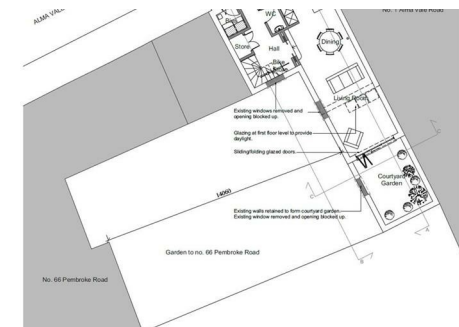 ALMA VALE
No. 1 Alma Vale Road
WC
Bins
Store
Hall
Dining
Bike
Living Room
Existing windows removed and
opening blocked up.
Glazing at first floor level to provide
daylight.
Sliding/folding glazed doors.
Courtyard
Garden
14060
Existing walls retained to form courtyard garden.
Existing window removed and opening blocked up.
Garden to no. 66 Pembroke Road
No. 66 Pembroke Road